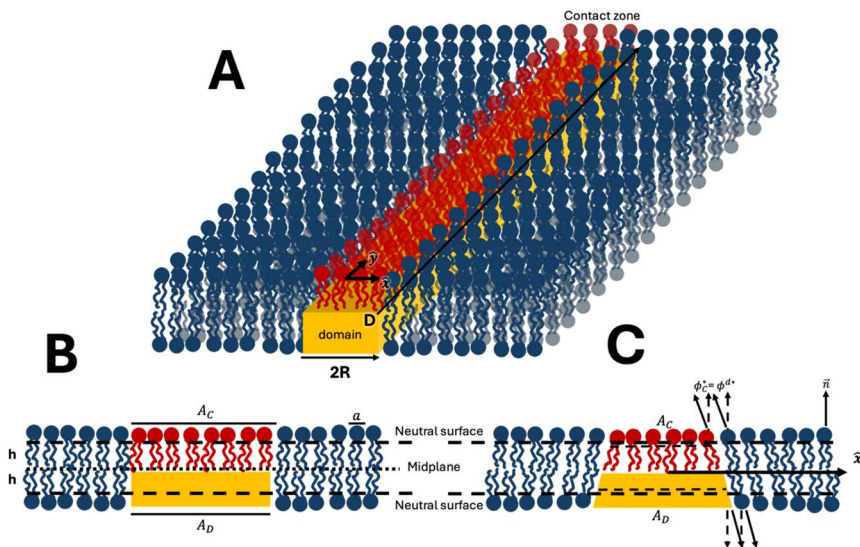 Contact zone
A
ŷ
x̂
D
domain
2R
B
C
A_C
a
h
h
A_D
Neutral surface
Midplane
Neutral surface
ϕ_C^*=ϕ^{d*}
n⃗
A_C
x̂
A_D